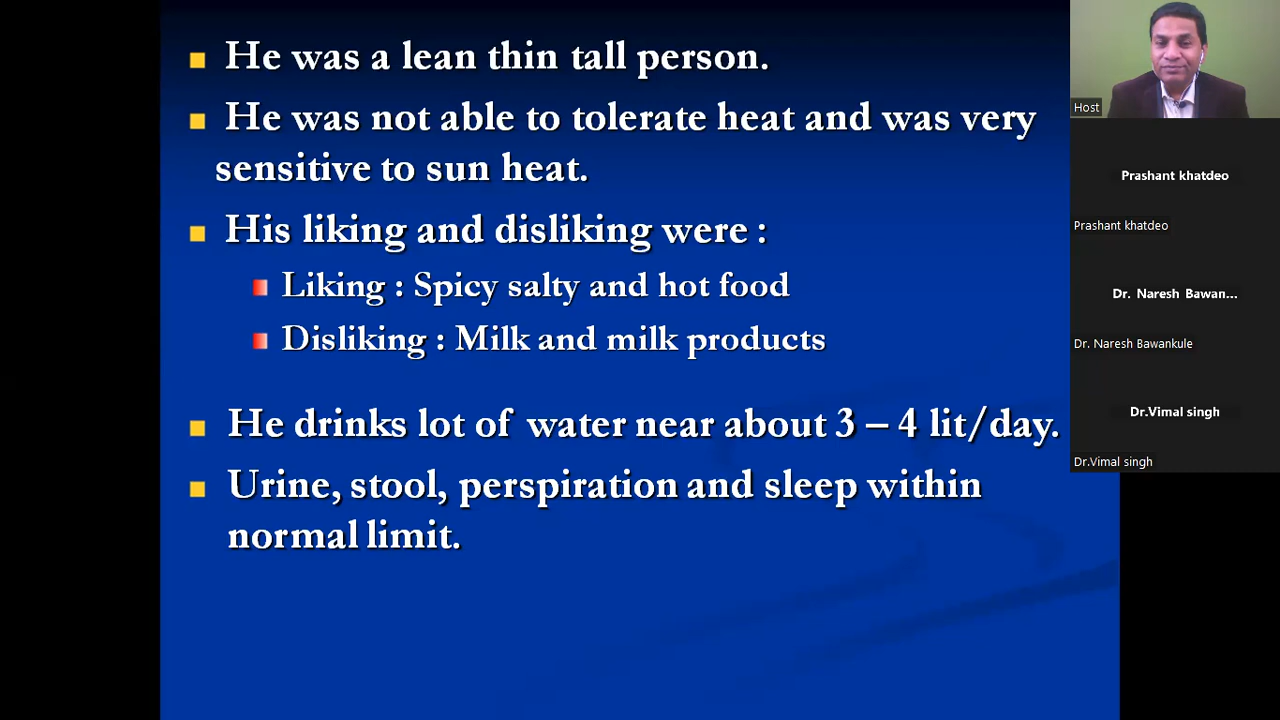 He was a lean thin tall person.
He was not able to tolerate heat and was very
sensitive to sun heat.
His liking and disliking were :
Liking : Spicy salty and hot food
Disliking : Milk and milk products
He drinks lot of water near about 3 – 4 lit/day.
Urine, stool, perspiration and sleep within
normal limit.
Host
Prashant khatdeo
Prashant khatdeo
Dr. Naresh Bawan...
Dr. Naresh Bawankule
Dr.Vimal singh
Dr.Vimal singh